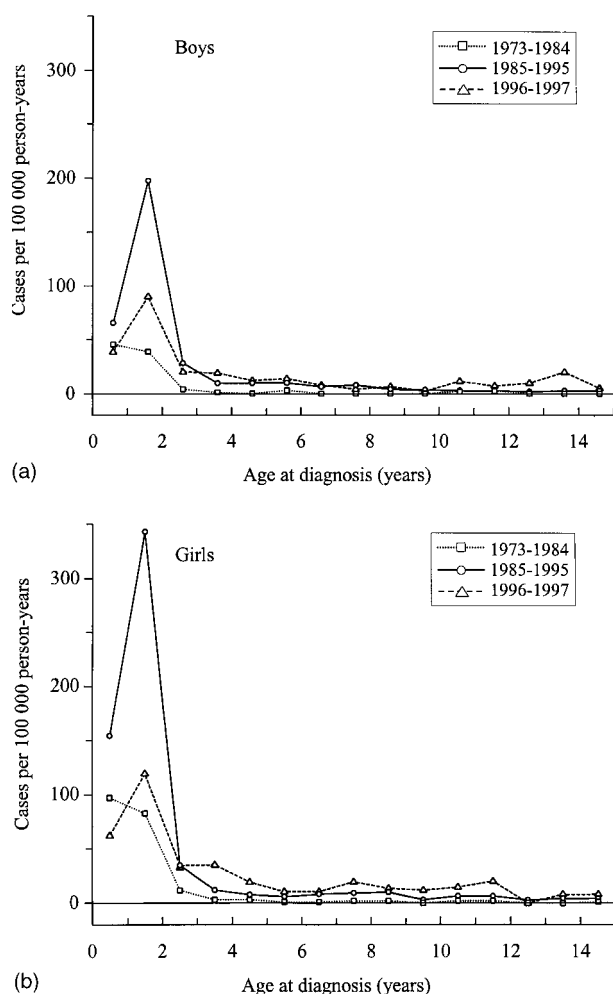 Boys
1973-1984
1985-1995
1996-1997
300
200
100
0
Cases per 100 000 person-years
0 2 4 6 8 10 12 14
Age at diagnosis (years)
(a)
Girls
1973-1984
1985-1995
1996-1997
300
200
100
0
Cases per 100 000 person-years
0 2 4 6 8 10 12 14
Age at diagnosis (years)
(b)